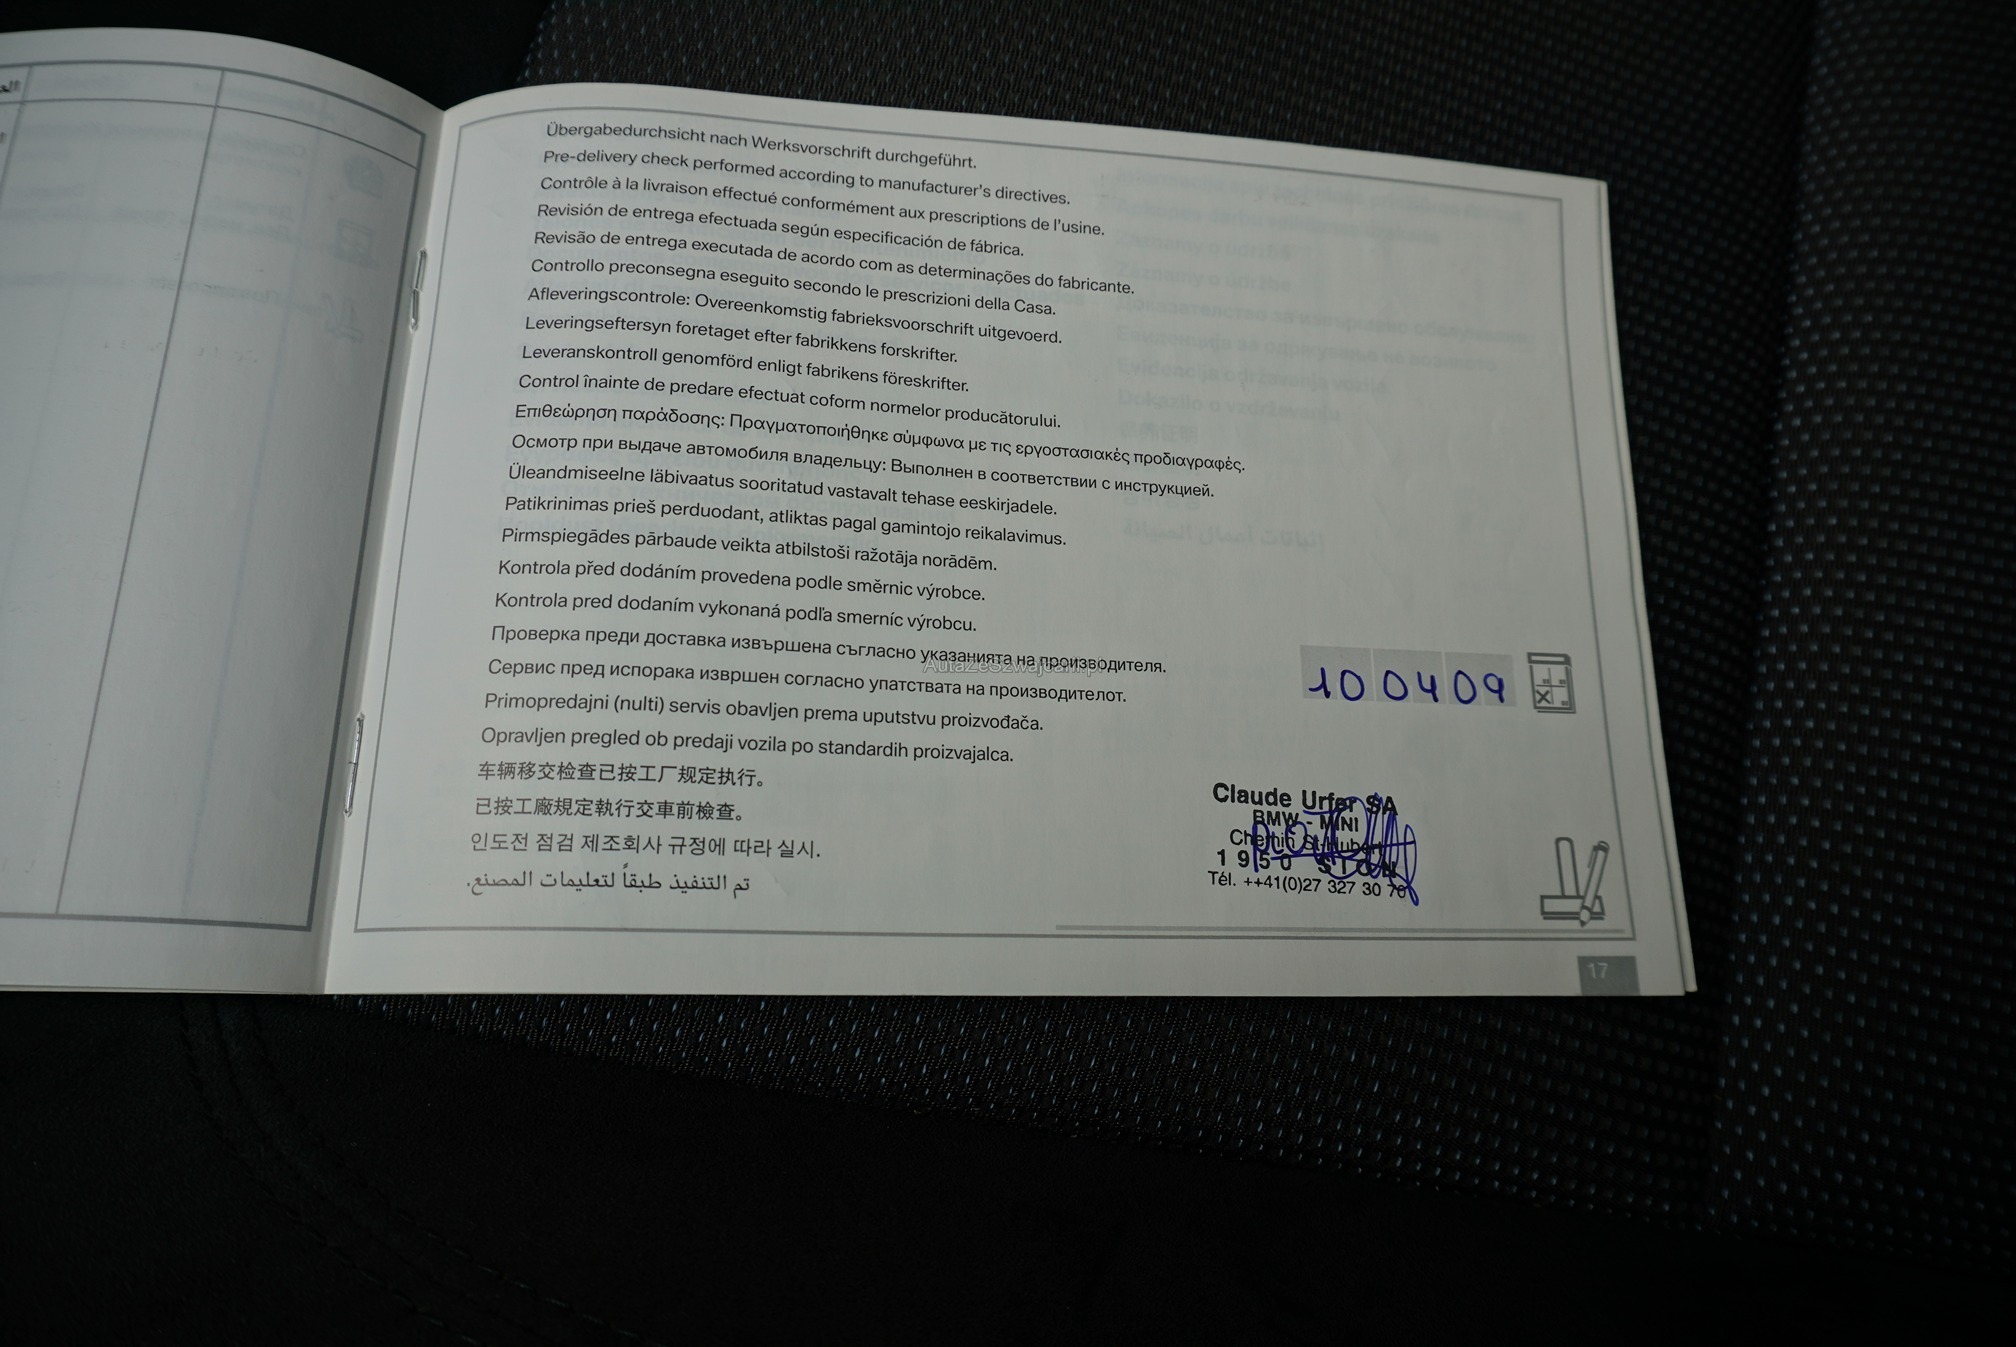 Übergabedurchsicht nach Werksvorschrift durchgeführt.
Pre-delivery check performed according to manufacturer's directives.
Contrôle à la livraison effectué conformément aux prescriptions de l'usine.
Revisión de entrega efectuada según especificación de fábrica.
Revisão de entrega executada de acordo com as determinações do fabricante.
Controllo preconsegna eseguito secondo le prescrizioni della Casa.
Afleveringscontrole: Overeenkomstig fabrieksvoorschrift uitgevoerd.
Leveringseftersyn foretaget efter fabrikkens forskrifter.
Leveranskontroll genomförd enligt fabrikens föreskrifter.
Control înainte de predare efectuat coform normelor producătorului.
Επιθεώρηση παράδοσης: Πραγματοποιήθηκε σύμφωνα με τις εργοστασιακές προδιαγραφές.
Осмотр при выдаче автомобиля владельцу: Выполнен в соответствии с инструкцией.
Üleandmiseelne läbivaatus sooritatud vastavalt tehase eeskirjadele.
Patikrinimas prieš perduodant, atliktas pagal gamintojo reikalavimus.
Pirmspiegādes pārbaude veikta atbilstoši ražotāja norādēm.
Kontrola před dodáním provedena podle směrnic výrobce.
Kontrola pred dodaním vykonaná podľa smerníc výrobcu.
Проверка преди доставка извършена съгласно указанията на производителя.
Сервис пред испорака извршен согласно упатствата на производителот.
Primopredajni (nulti) servis obavljen prema uputstvu proizvođača.
Opravljen pregled ob predaji vozila po standardih proizvajalca.
车辆移交检查已按工厂规定执行。
已按工廠規定執行交車前檢查。
인도전 점검 제조회사 규정에 따라 실시.
تم التنفيذ طبقاً لتعليمات المصنع.
AutaZeSzwajcarii.pl
100409
Claude Urfer SA
BMW - MINI
Chemin St-Hubert
1950 SION
Tél. ++41(0)27 327 30 70
17